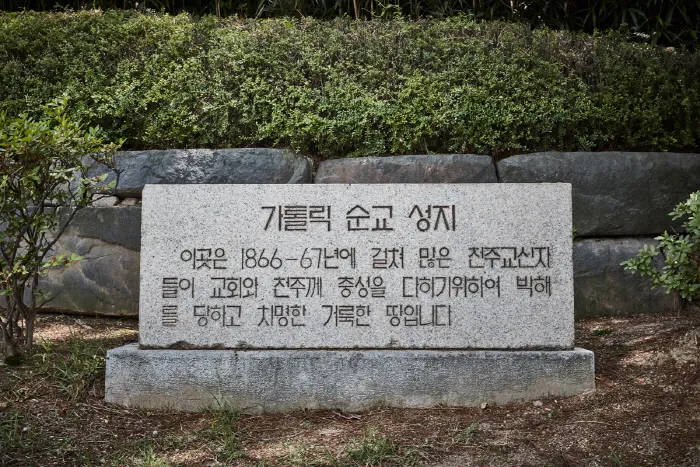 가톨릭 순교 성지
이곳은 1866-67년에 걸쳐 많은 천주교신자
들이 교회와 천주께 충성을 다하기위하여 박해
를 당하고 치명한 거룩한 땅입니다